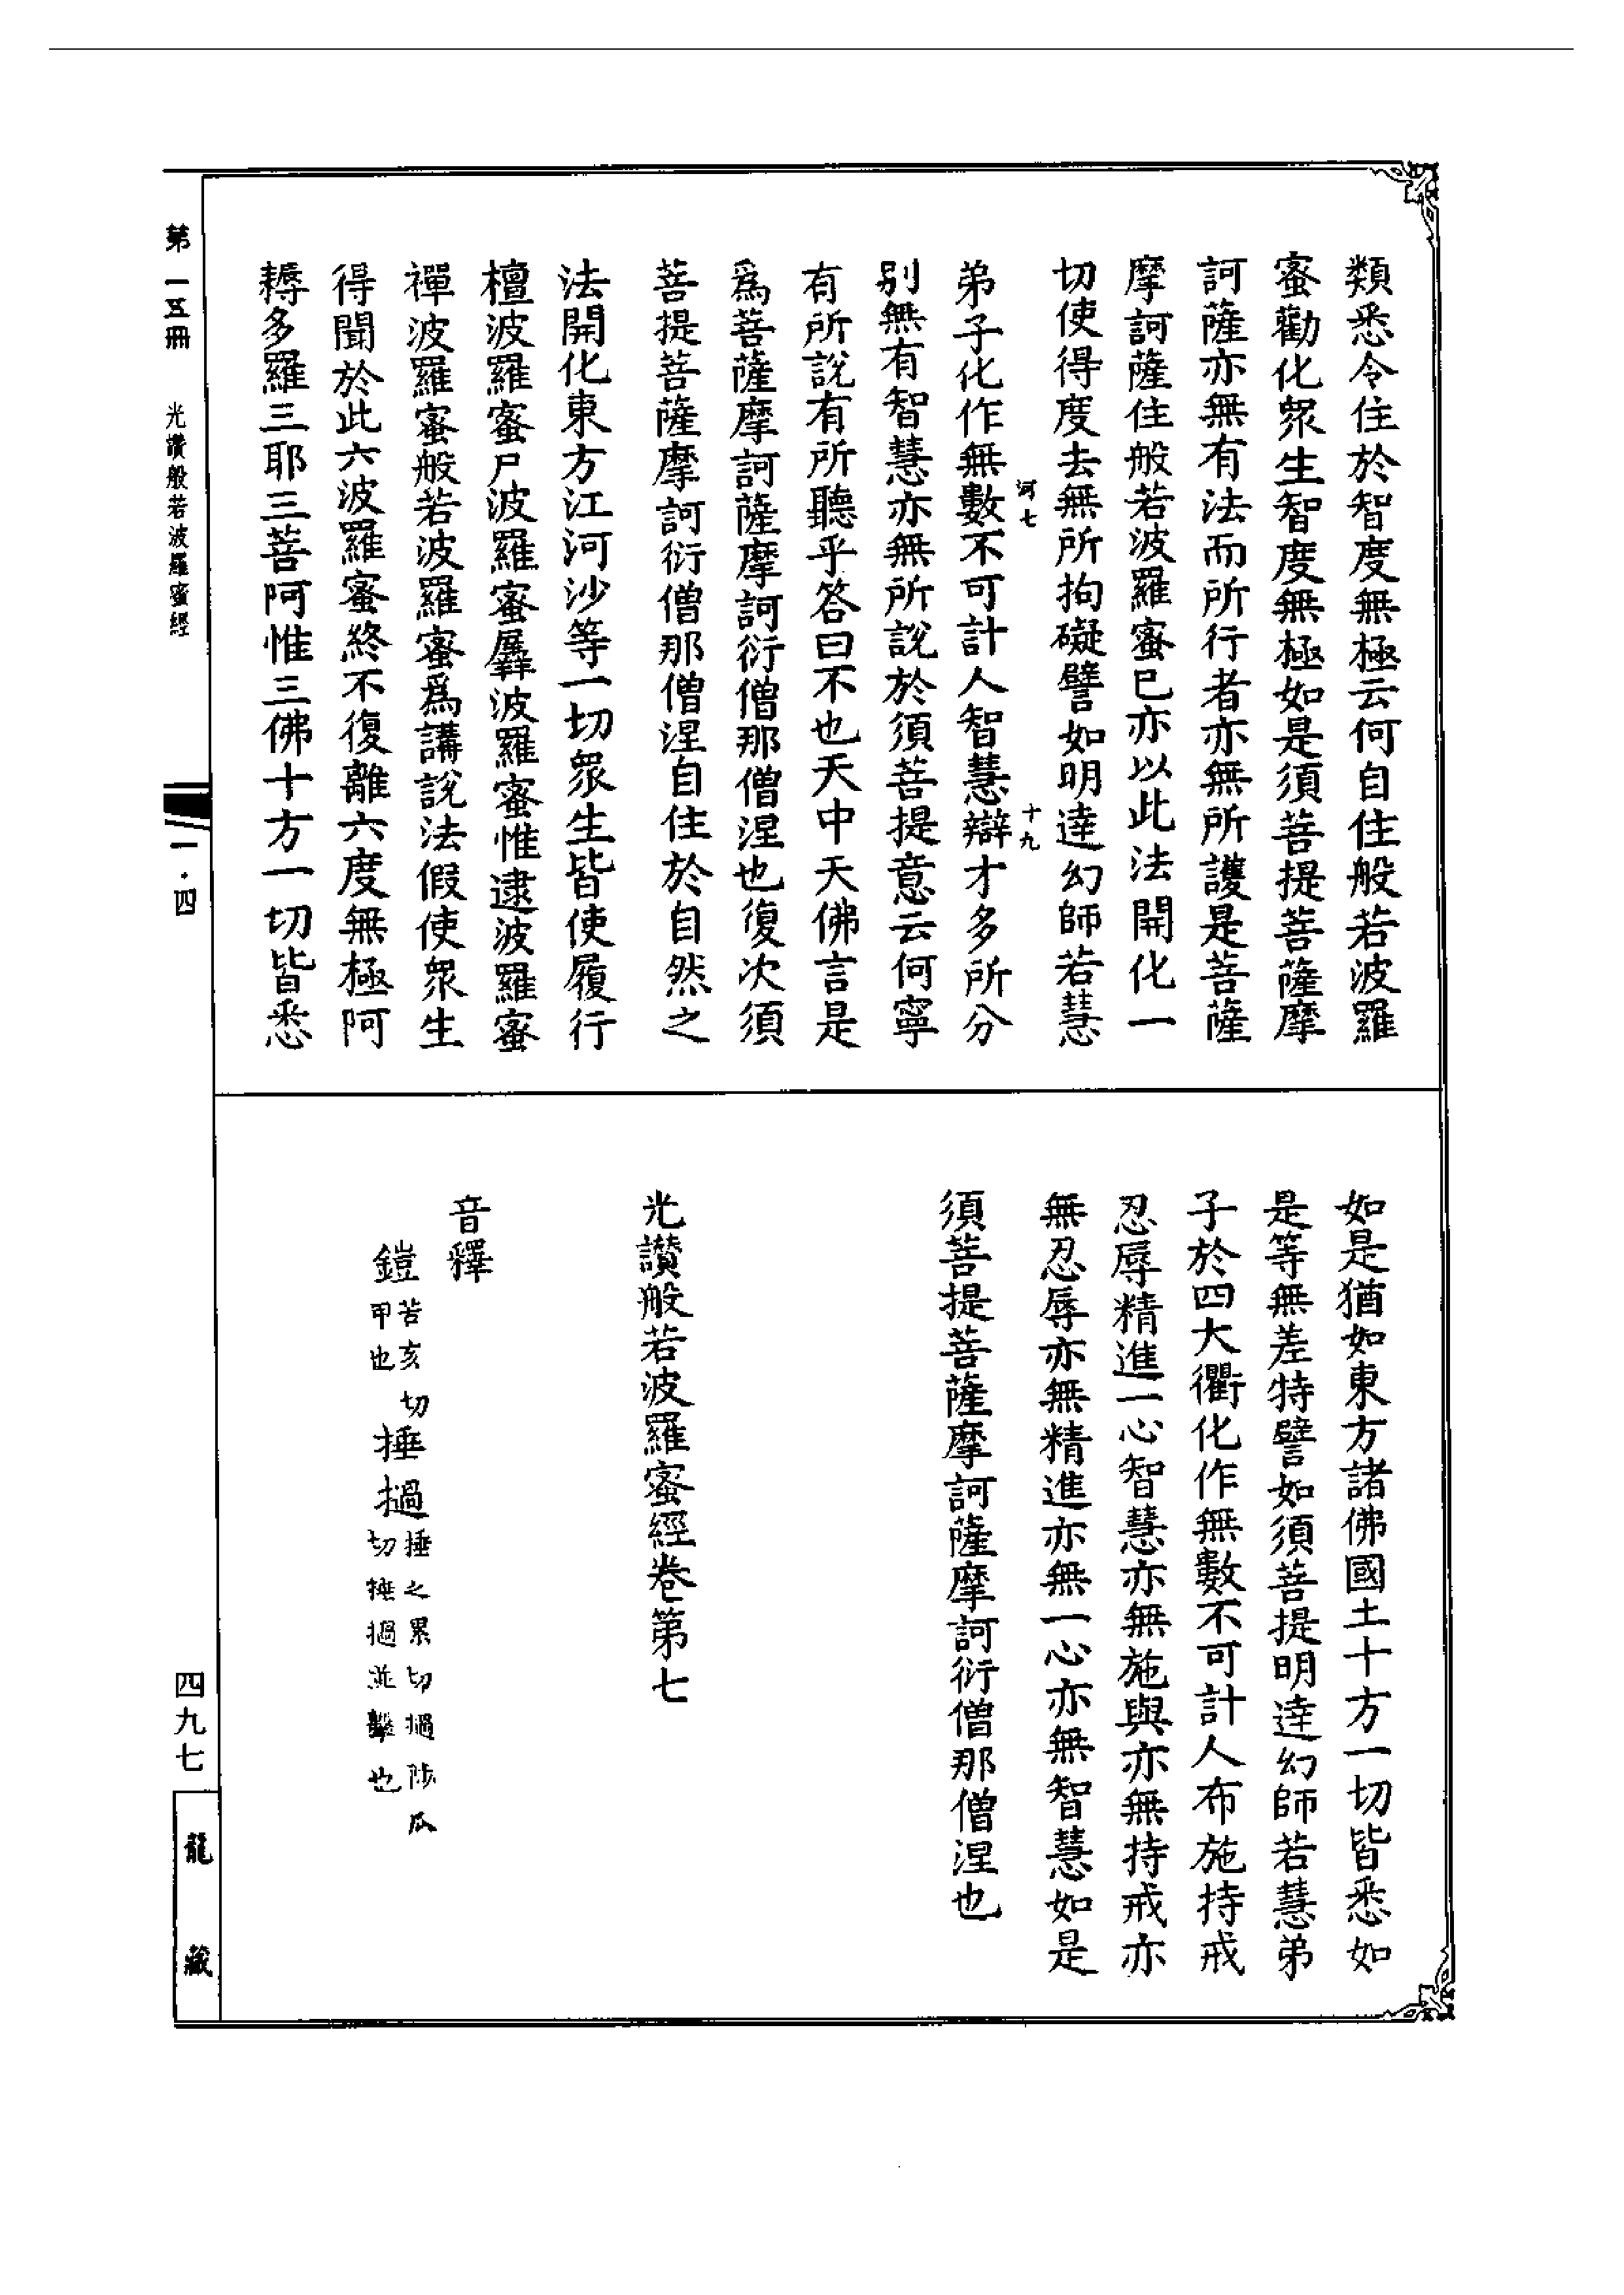 類悉令住於智度無極云何自住般若波羅
蜜勸化眾生智度無極如是須菩提菩薩摩
訶薩亦無有法而所行者亦無所護是菩薩
摩訶薩住般若波羅蜜已亦以此法開化一
切使得度去無所拘礙譬如明達幻師若慧
河七
十九
弟子化作無數不可計人智慧辯才多所分
別無有智慧亦無所說於須菩提意云何寧
有所說有所聽乎答曰不也天中天佛言是
爲菩薩摩訶薩摩訶衍僧那僧涅也復次須
菩提菩薩摩訶衍僧那僧涅自住於自然之
法開化東方江河沙等一切眾生皆使履行
檀波羅蜜尸波羅蜜羼波羅蜜惟逮波羅蜜
禪波羅蜜般若波羅蜜爲講說法假使眾生
得聞於此六波羅蜜終不復離六度無極阿
耨多羅三耶三菩阿惟三佛十方一切皆悉
如是猶如東方諸佛國土十方一切皆悉如
是等無差特譬如須菩提明達幻師若慧弟
子於四大衢化作無數不可計人布施持戒
忍辱精進一心智慧亦無施與亦無持戒亦
無忍辱亦無精進亦無一心亦無智慧如是
須菩提菩薩摩訶薩摩訶衍僧那僧涅也
光讚般若波羅蜜經卷第七
音釋
鎧苦亥切甲也捶撾捶之累切撾陟瓜切捶撾並擊也
第一五冊
光讚般若波羅蜜經
一·四
四九七
龍藏